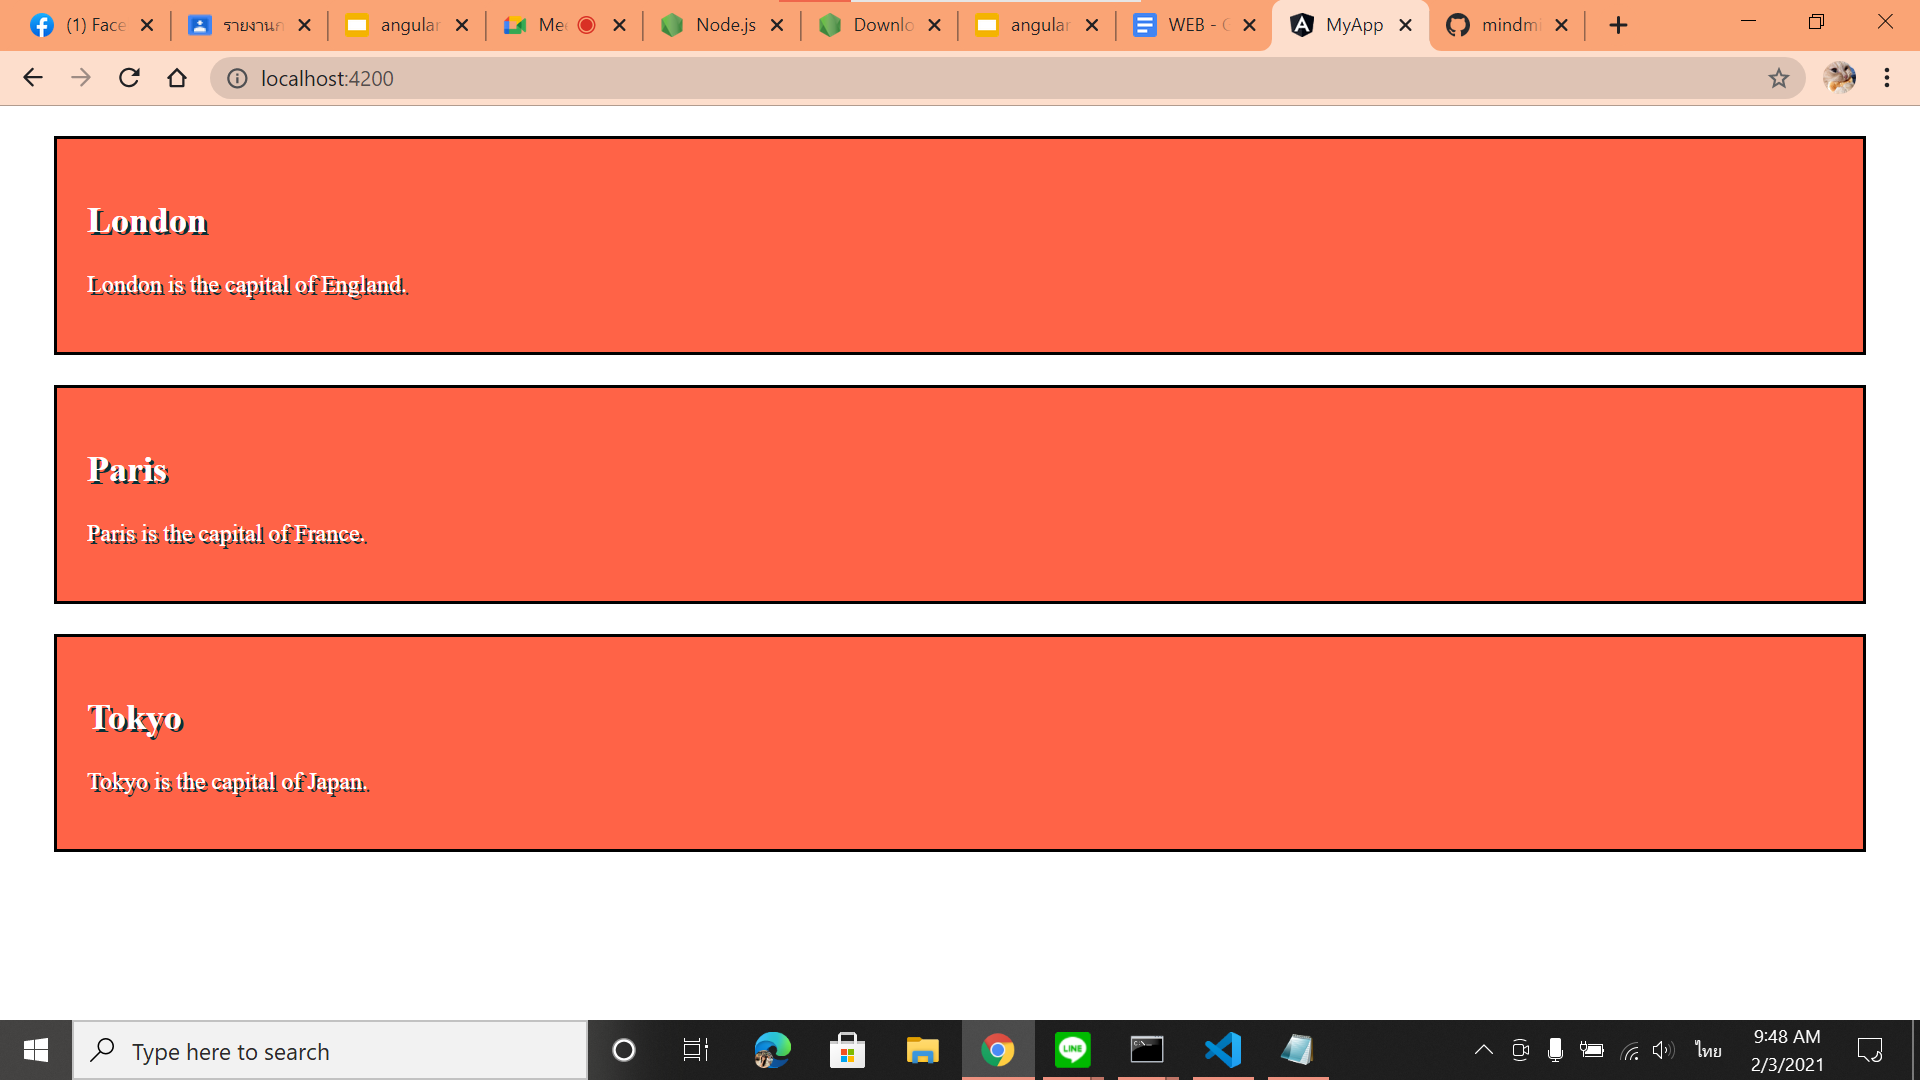 (1) Face
รายงานก
angular
Mee
Node.js
Downlo
angular
WEB - C
MyApp
mindmi
localhost:4200
London
London is the capital of England.
Paris
Paris is the capital of France.
Tokyo
Tokyo is the capital of Japan.
Type here to search
LINE
C:\_
ไทย
9:48 AM
2/3/2021